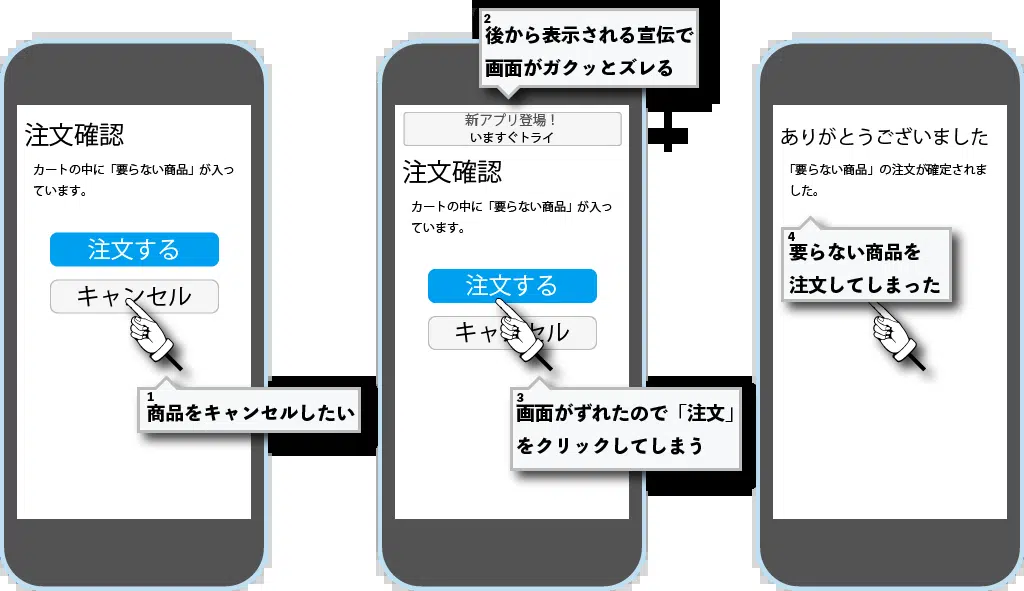 注文確認
カートの中に「要らない商品」が入っ
ています。
注文する
キャンセル
1
商品をキャンセルしたい
2
後から表示される宣伝で
画面がガクッとズレる
新アプリ登場！
いますぐトライ
注文確認
カートの中に「要らない商品」が入っ
ています。
注文する
キャンセル
3
画面がずれたので「注文」
をクリックしてしまう
ありがとうございました
「要らない商品」の注文が確定されま
した。
4
要らない商品を
注文してしまった